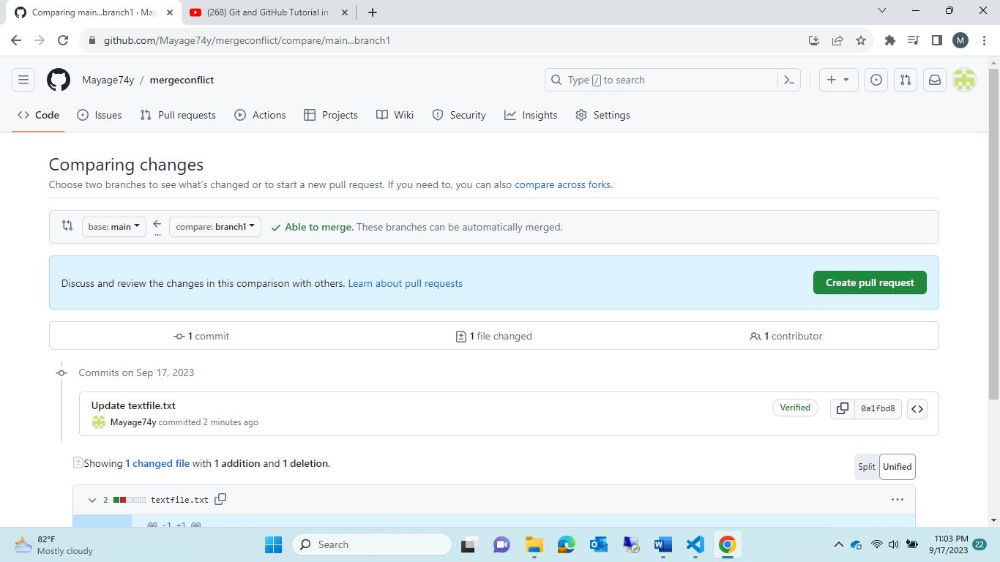 Comparing main...branch1 · May
(268) Git and GitHub Tutorial in
github.com/Mayage74y/mergeconflict/compare/main...branch1
M
Mayage74y / mergeconflict
Type / to search
Code Issues Pull requests Actions Projects Wiki Security Insights Settings
Comparing changes
Choose two branches to see what's changed or to start a new pull request. If you need to, you can also compare across forks.
base: main ... compare: branch1 Able to merge. These branches can be automatically merged.
Discuss and review the changes in this comparison with others. Learn about pull requests
Create pull request
1 commit 1 file changed 1 contributor
Commits on Sep 17, 2023
Update textfile.txt
Verified 0a1fbd8
Mayage74y committed 2 minutes ago
Showing 1 changed file with 1 addition and 1 deletion.
Split Unified
2 textfile.txt
@@ -1 +1 @@
82°F
Mostly cloudy
Search
11:03 PM
9/17/2023
22